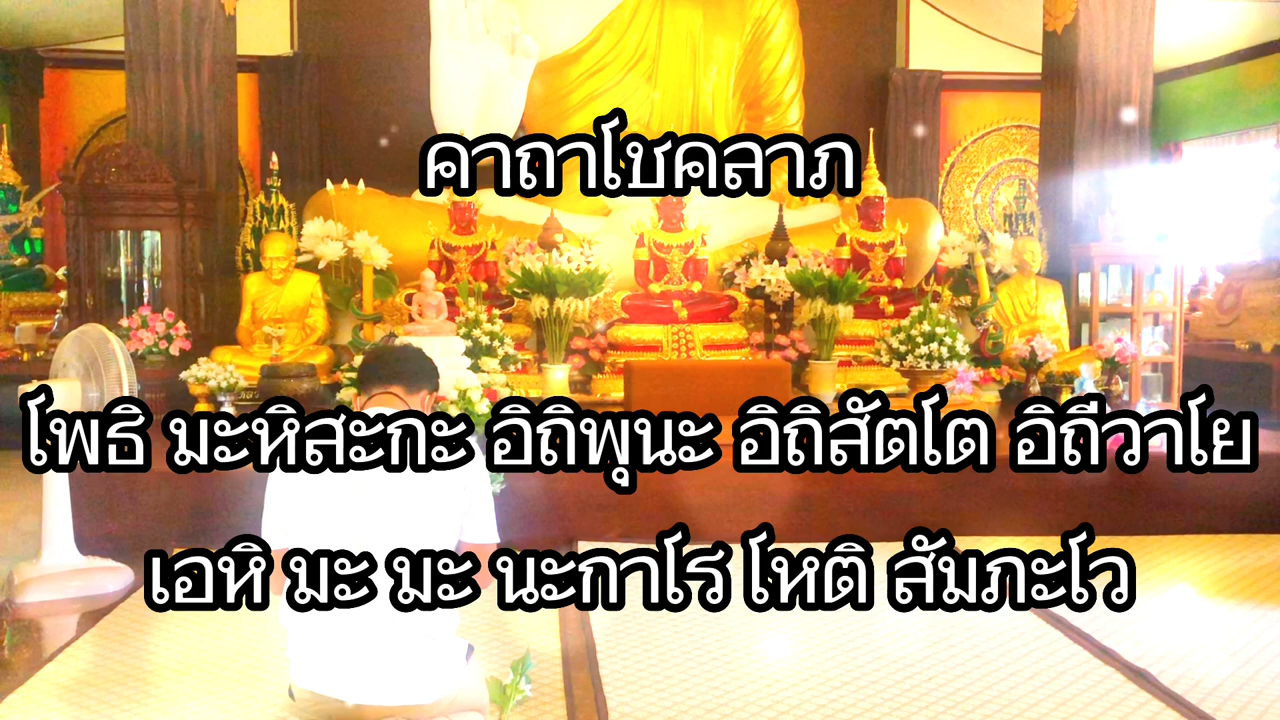 คาถาโชคลาภ
โพธิ มะหิสะกะ อิถิพุนะ อิถิสัตโต อิถีวาโย
เอหิ มะ มะ นะกาโร โหติ สัมภะโว